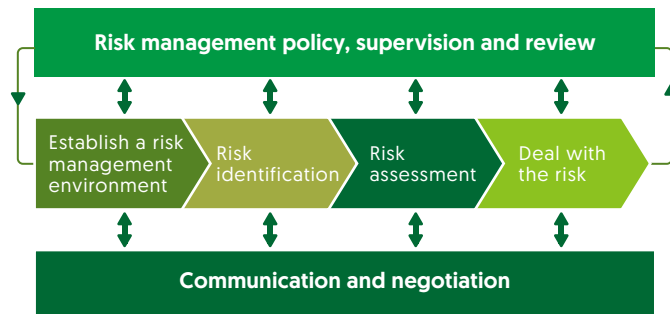 Risk management policy, supervision and review
Establish a risk
management
environment
Risk
identification
Risk
assessment
Deal with
the risk
Communication and negotiation